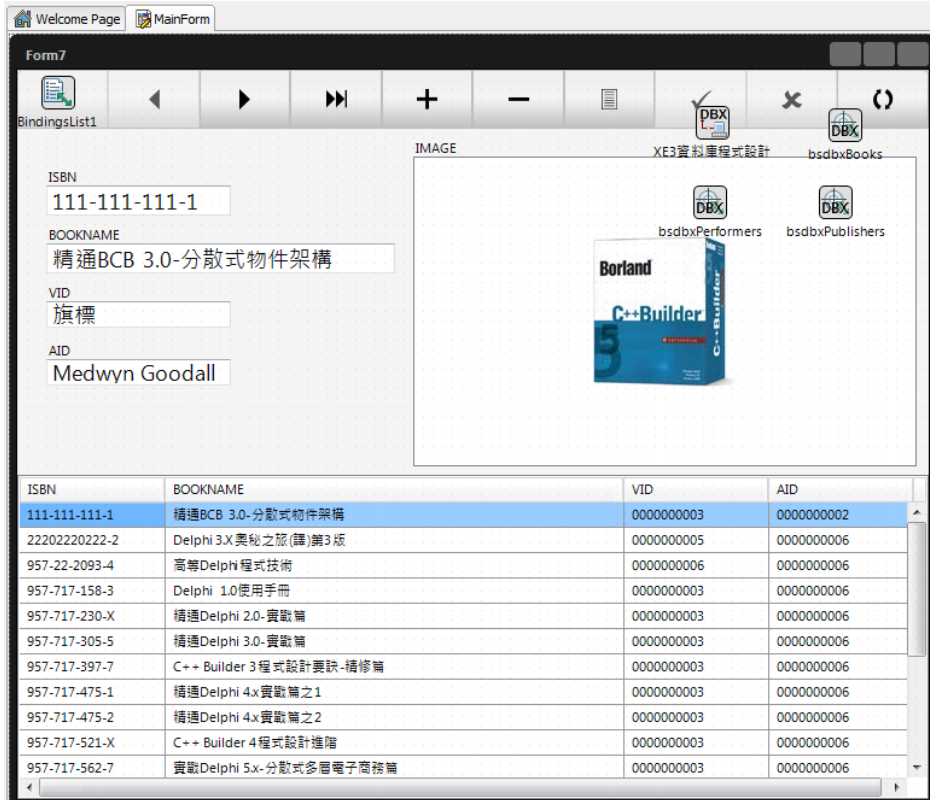 Welcome Page
MainForm
Form7
BindingsList1
DBX
XE3資料庫程式設計
DBX
bsdbxBooks
IMAGE
ISBN
111-111-111-1
DBX
bsdbxPerformers
DBX
bsdbxPublishers
BOOKNAME
精通BCB 3.0-分散式物件架構
VID
旗標
AID
Medwyn Goodall
Borland
C++Builder
5
C++Builder
ISBN BOOKNAME VID AID
111-111-111-1 精通BCB 3.0-分散式物件架構 0000000003 0000000002
22202220222-2 Delphi 3.X 奧秘之旅(譯)第3版 0000000005 0000000006
957-22-2093-4 高等Delphi程式技術 0000000006 0000000006
957-717-158-3 Delphi 1.0使用手冊 0000000003 0000000006
957-717-230-X 精通Delphi 2.0-實戰篇 0000000003 0000000006
957-717-305-5 精通Delphi 3.0-實戰篇 0000000003 0000000006
957-717-397-7 C++ Builder 3程式設計要訣-精修篇 0000000003 0000000006
957-717-475-1 精通Delphi 4.x實戰篇之1 0000000003 0000000006
957-717-475-2 精通Delphi 4.x實戰篇之2 0000000003 0000000006
957-717-521-X C++ Builder 4程式設計進階 0000000003 0000000006
957-717-562-7 實戰Delphi 5.x-分散式多層電子商務篇 0000000003 0000000006